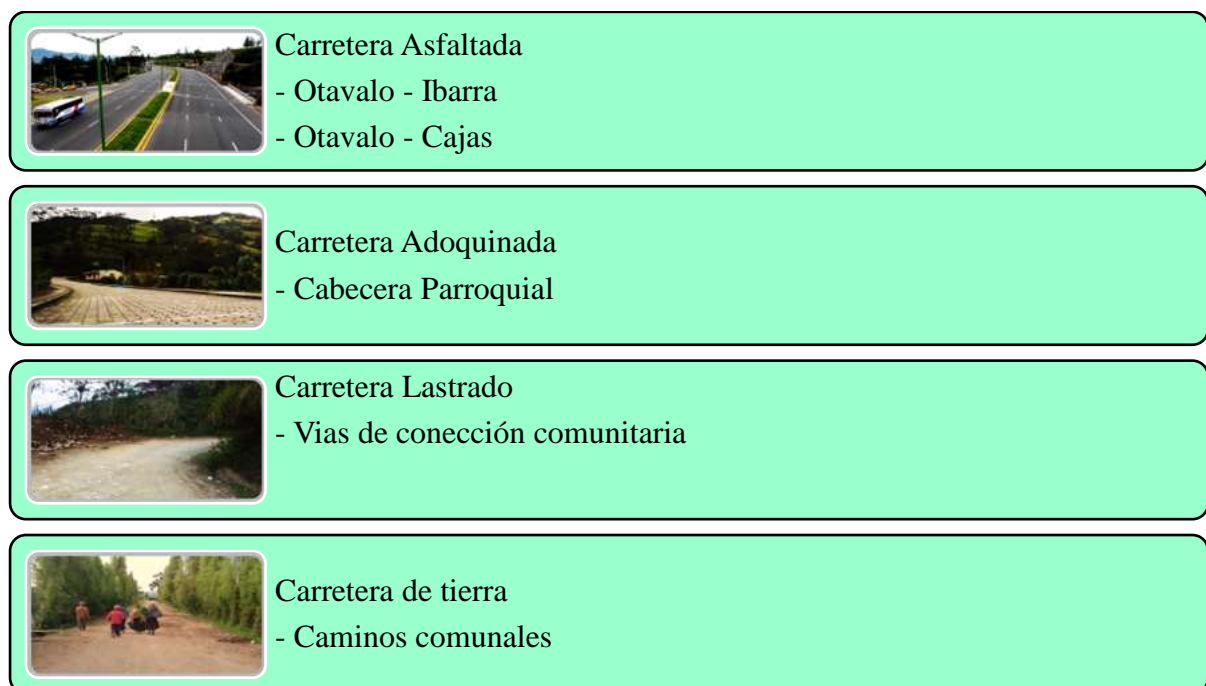 Carretera Asfaltada
- Otavalo - Ibarra
- Otavalo - Cajas
Carretera Adoquinada
- Cabecera Parroquial
Carretera Lastrado
- Vias de conección comunitaria
Carretera de tierra
- Caminos comunales